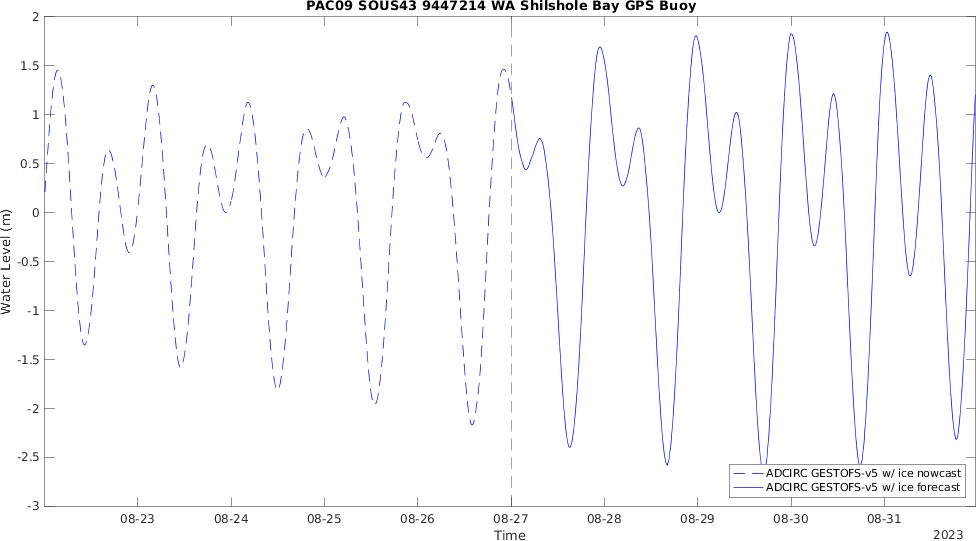 PAC09 SOUS43 9447214 WA Shilshole Bay GPS Buoy
2
1.5
1
0.5
0
-0.5
-1
-1.5
-2
-2.5
-3
Water Level (m)
ADCIRC GESTOFS-v5 w/ ice nowcast
ADCIRC GESTOFS-v5 w/ ice forecast
08-23 08-24 08-25 08-26 08-27 08-28 08-29 08-30 08-31
Time
2023